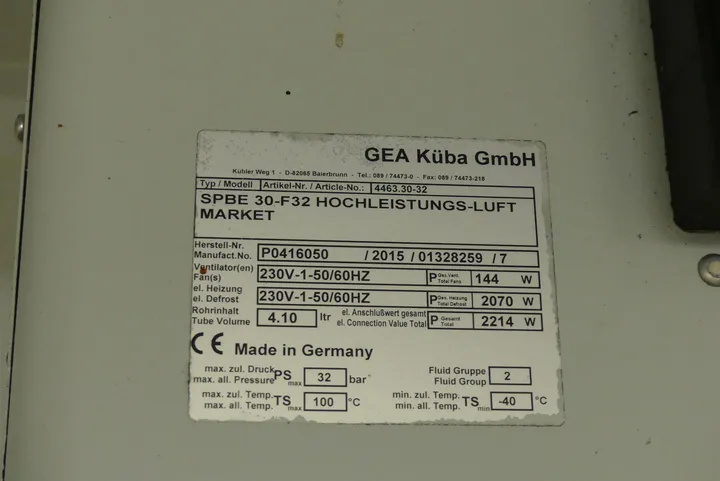 GEA Küba GmbH
Kühler Weg 1 - D-82065 Baierbrunn - Tel.: 089 / 74473-0 - Fax: 089 / 74473-218
Typ / Modell Artikel-Nr. / Article-No.: 4463.30-32
SPBE 30-F32 HOCHLEISTUNGS-LUFT
MARKET
Herstell-Nr.
Manufact.No. P0416050 / 2015 / 01328259 / 7
Ventilator(en)
Fan(s) 230V-1-50/60HZ P Ges. Vent. Total Fans 144 W
el. Heizung
el. Defrost 230V-1-50/60HZ P Ges. Heizung Total Defrost 2070 W
Rohrinhalt
Tube Volume 4.10 ltr el. Anschlußwert gesamt
el. Connection Value Total P Gesamt Total 2214 W
CE Made in Germany
max. zul. Druck
max. all. Pressure PS max 32 bar Fluid Gruppe
Fluid Group 2
max. zul. Temp.
max. all. Temp. TS max 100 °C min. zul. Temp.
min. all. Temp. TS min -40 °C